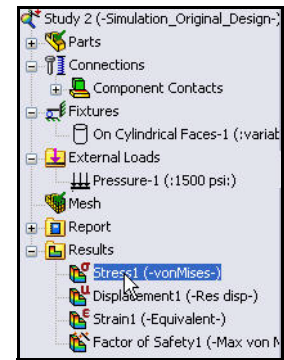 Study 2 (-Simulation_Original_Design-)
Parts
Connections
Component Contacts
Fixtures
On Cylindrical Faces-1 (:variab
External Loads
Pressure-1 (:1500 psi:)
Mesh
Report
Results
Stress1 (-vonMises-)
Displacement1 (-Res disp-)
Strain1 (-Equivalent-)
Factor of Safety1 (-Max von M